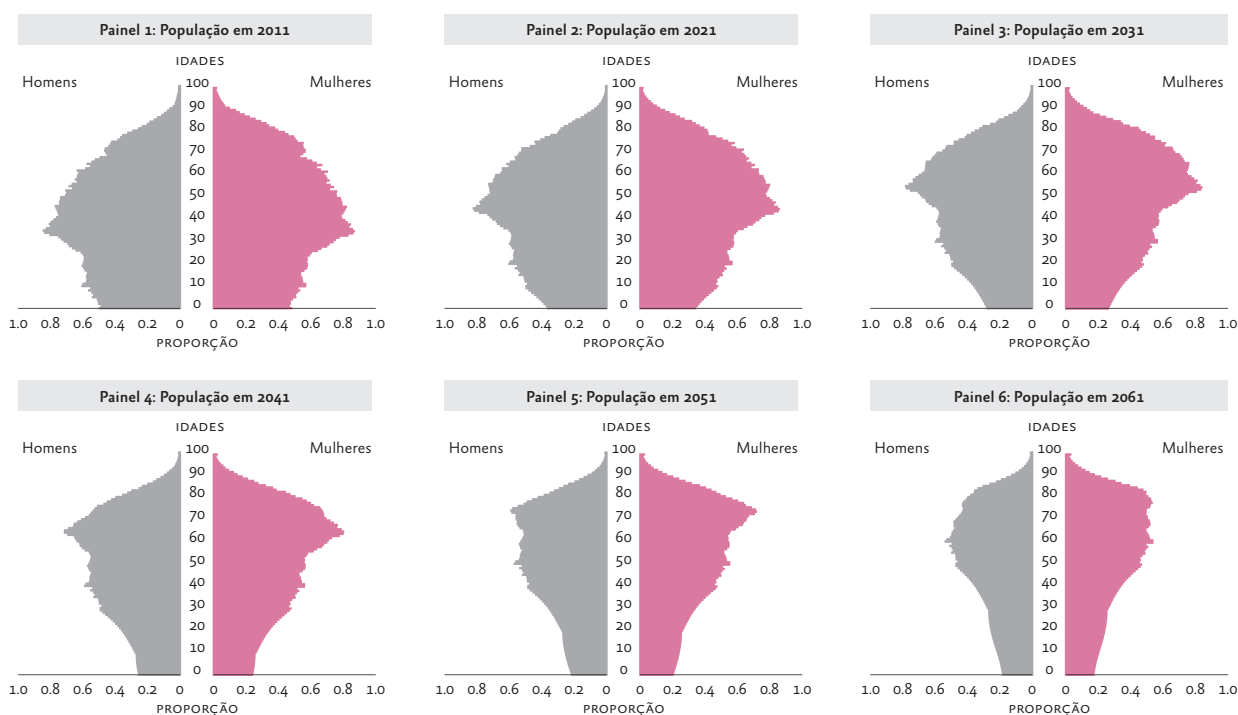 Painel 1: População em 2011
IDADES
Homens
Mulheres
100
90
80
70
60
50
40
30
20
10
0
1.0 0.8 0.6 0.4 0.2 0 0 0.2 0.4 0.6 0.8 1.0
PROPORÇÃO
Painel 2: População em 2021
IDADES
Homens
Mulheres
100
90
80
70
60
50
40
30
20
10
0
1.0 0.8 0.6 0.4 0.2 0 0 0.2 0.4 0.6 0.8 1.0
PROPORÇÃO
Painel 3: População em 2031
IDADES
Homens
Mulheres
100
90
80
70
60
50
40
30
20
10
0
1.0 0.8 0.6 0.4 0.2 0 0 0.2 0.4 0.6 0.8 1.0
PROPORÇÃO
Painel 4: População em 2041
IDADES
Homens
Mulheres
100
90
80
70
60
50
40
30
20
10
0
1.0 0.8 0.6 0.4 0.2 0 0 0.2 0.4 0.6 0.8 1.0
PROPORÇÃO
Painel 5: População em 2051
IDADES
Homens
Mulheres
100
90
80
70
60
50
40
30
20
10
0
1.0 0.8 0.6 0.4 0.2 0 0 0.2 0.4 0.6 0.8 1.0
PROPORÇÃO
Painel 6: População em 2061
IDADES
Homens
Mulheres
100
90
80
70
60
50
40
30
20
10
0
1.0 0.8 0.6 0.4 0.2 0 0 0.2 0.4 0.6 0.8 1.0
PROPORÇÃO